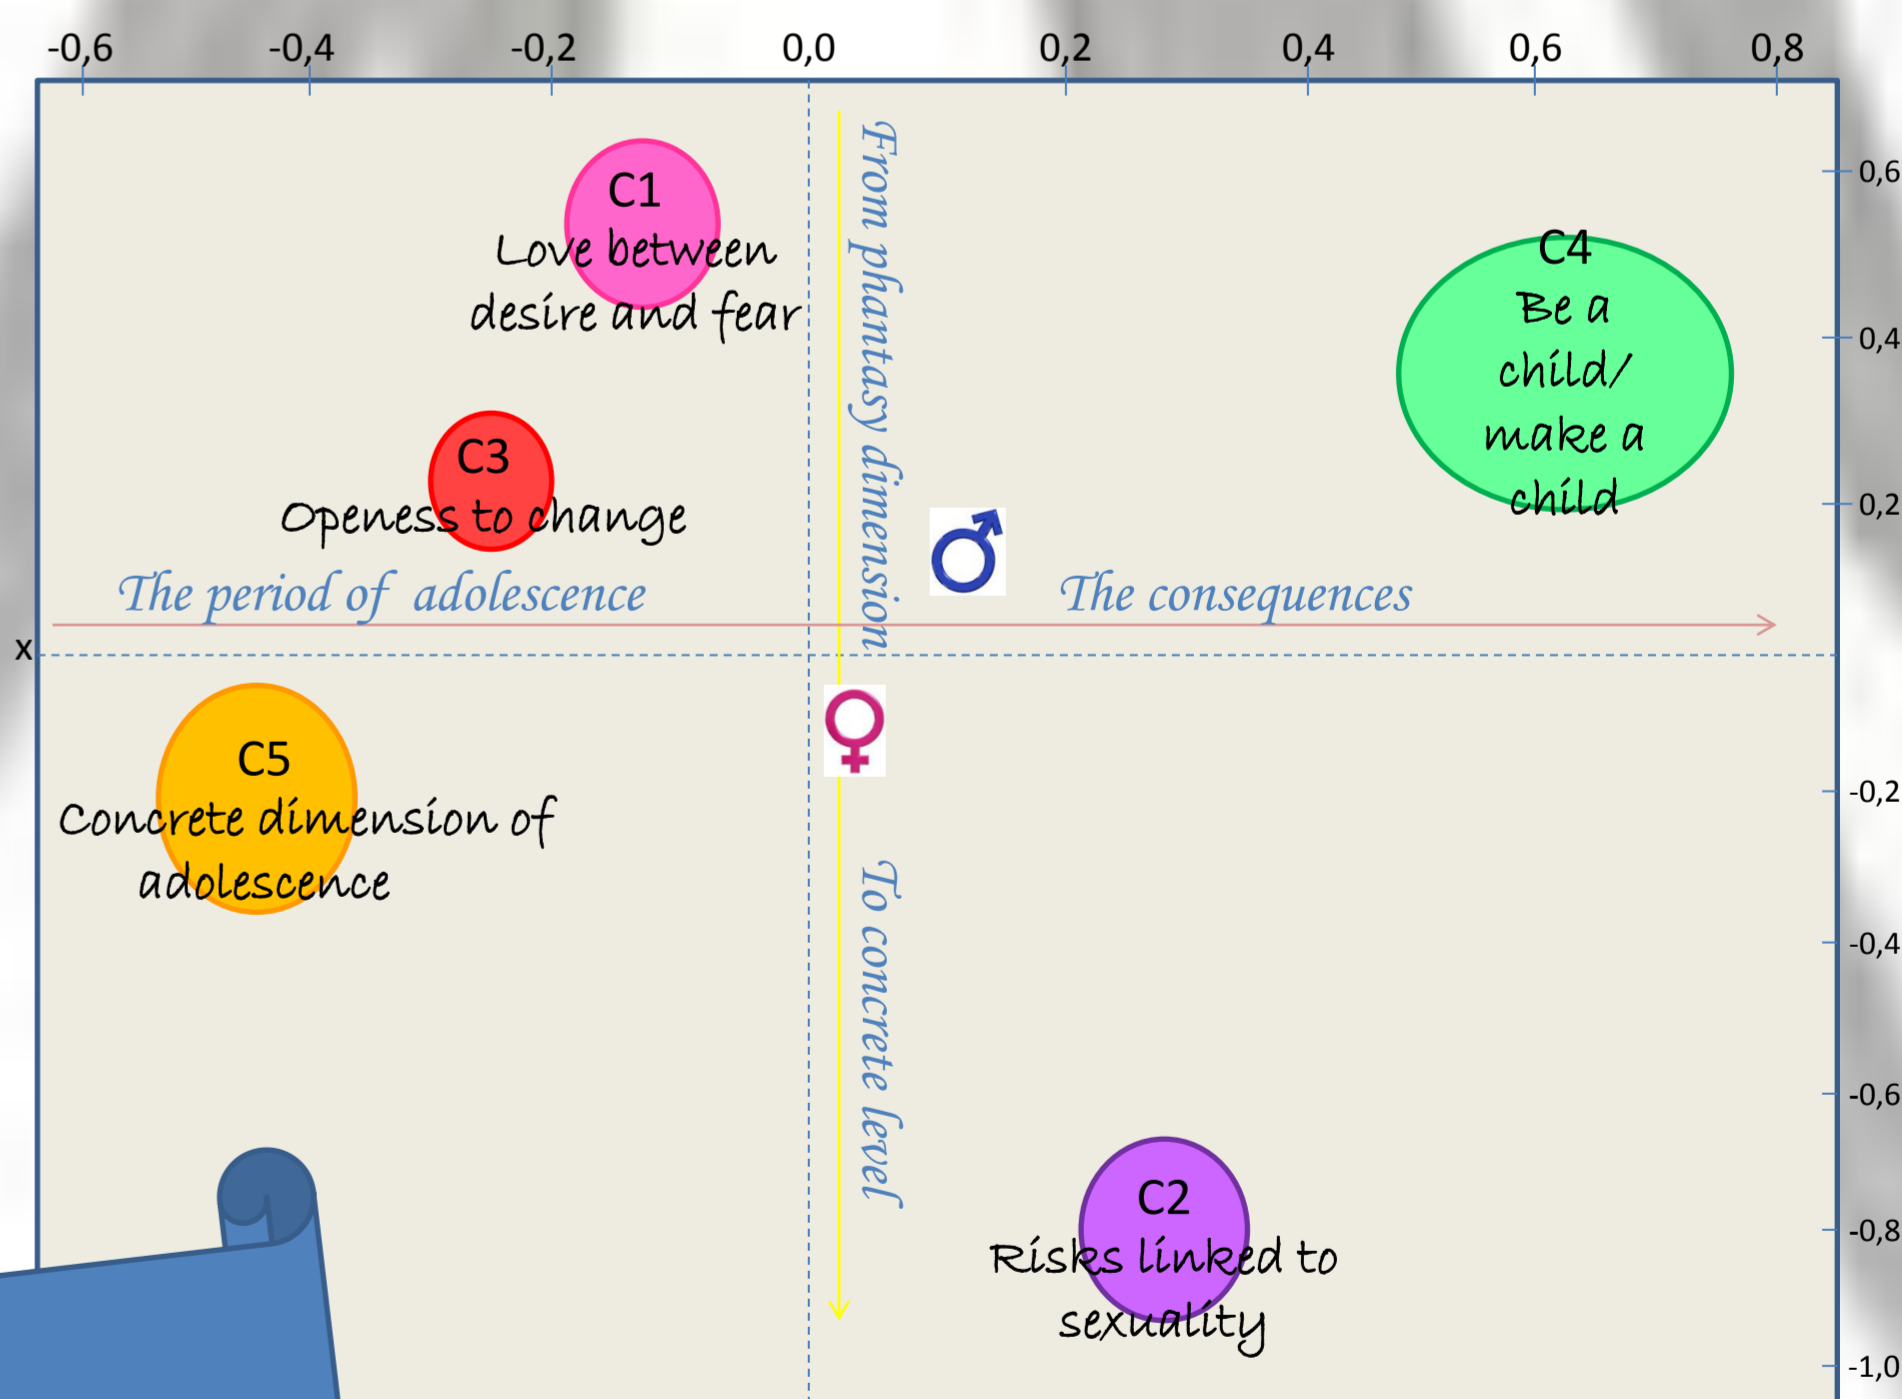 -0,6 -0,4 -0,2 0,0 0,2 0,4 0,6 0,8
C1
Love between
desire and fear
C3
Openess to change
From phantasy dimension
C4
Be a
child/
make a
child
The period of adolescence
The consequences
x
C5
Concrete dimension of
adolescence
To concrete level
C2
Risks linked to
sexuality
0,6
0,4
0,2
-0,2
-0,4
-0,6
-0,8
-1,0